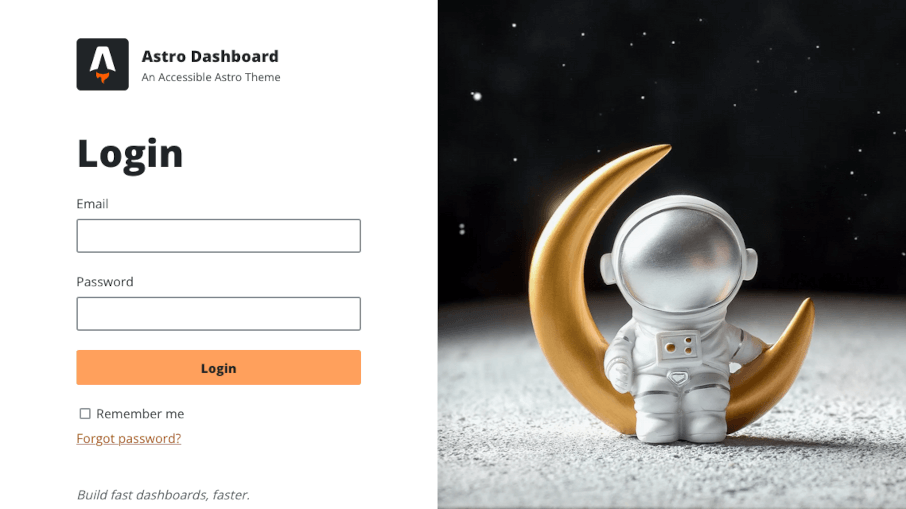 Astro Dashboard
An Accessible Astro Theme
Login
Email
Password
Login
Remember me
Forgot password?
Build fast dashboards, faster.